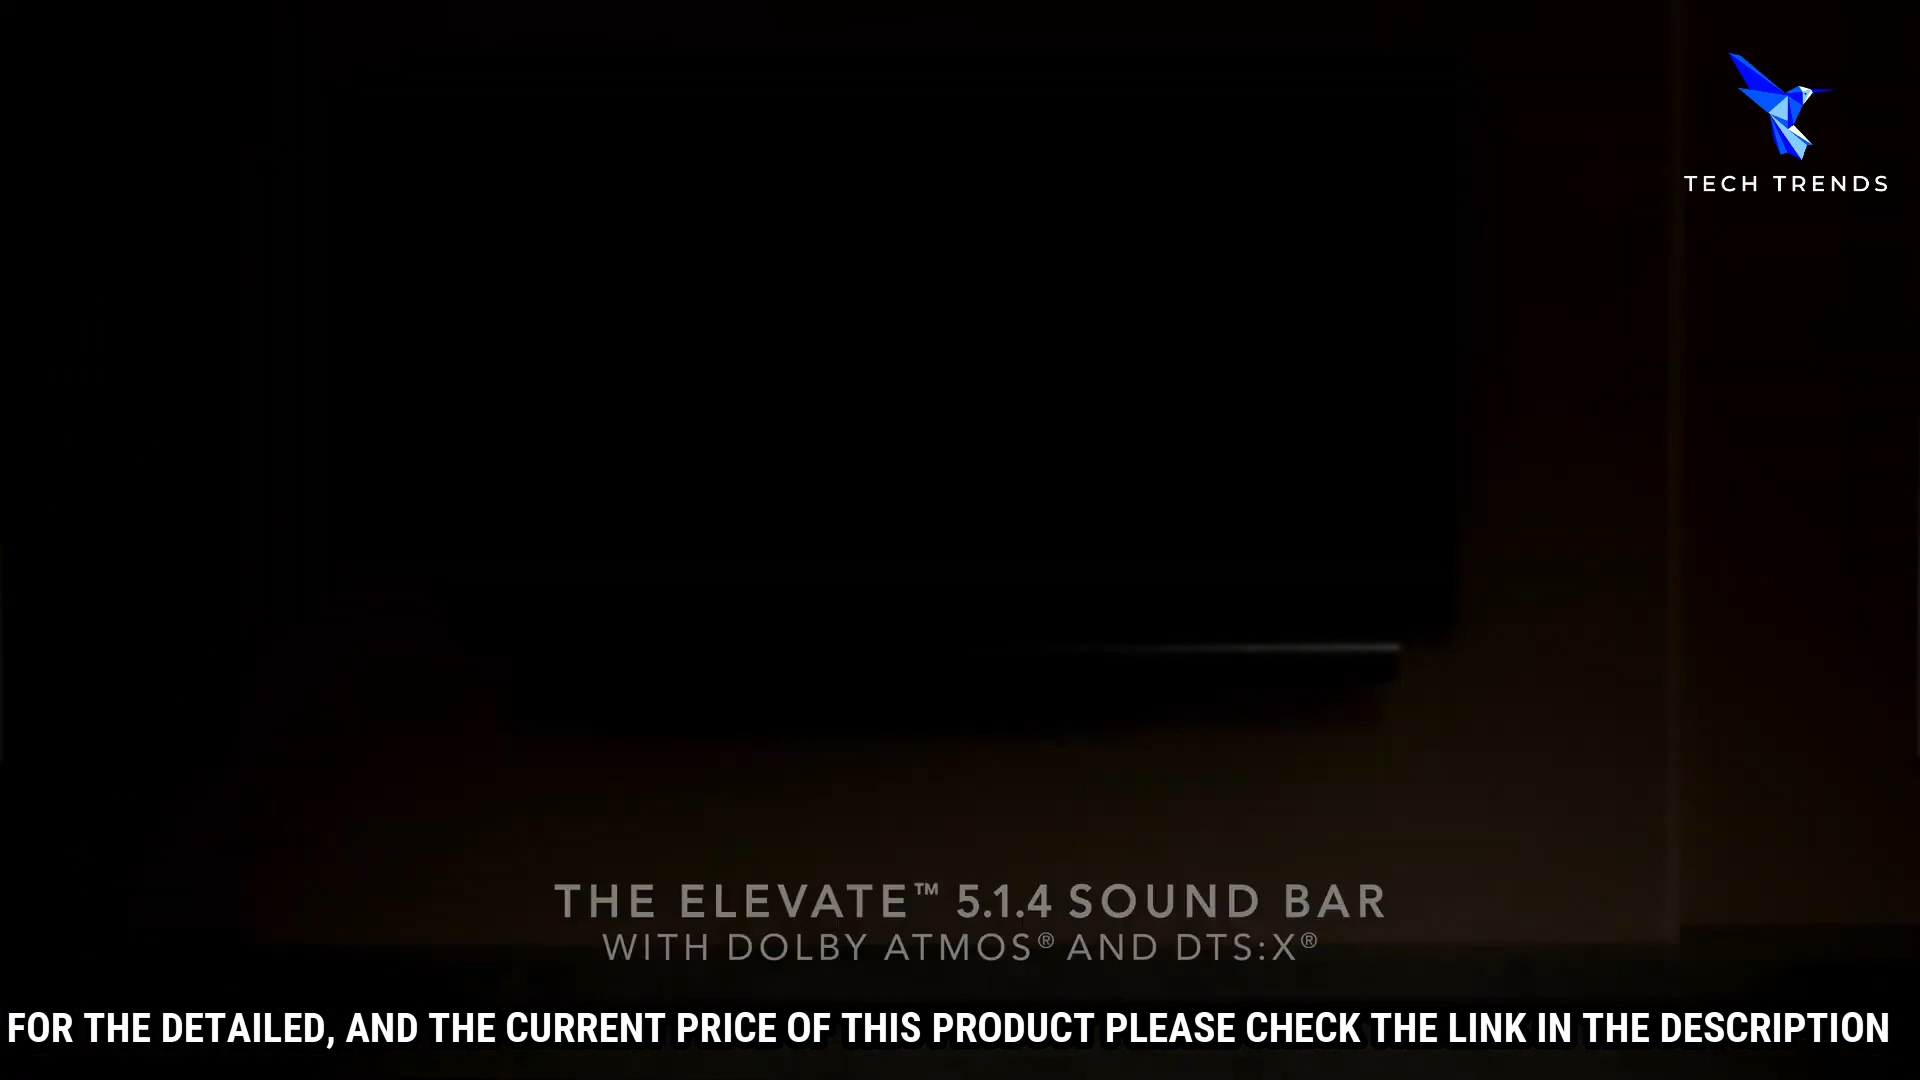 TECH TRENDS
THE ELEVATE™ 5.1.4 SOUND BAR
WITH DOLBY ATMOS® AND DTS:X®
FOR THE DETAILED, AND THE CURRENT PRICE OF THIS PRODUCT PLEASE CHECK THE LINK IN THE DESCRIPTION